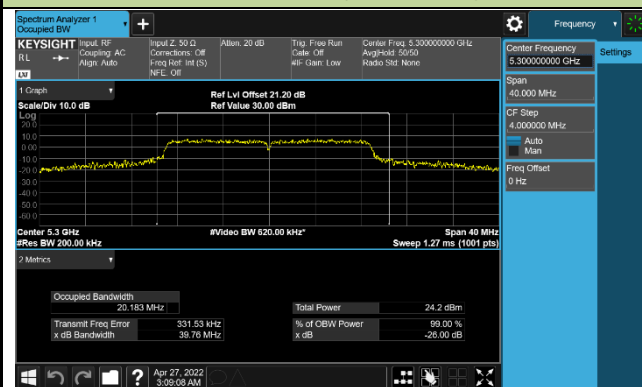 Spectrum Analyzer 1
Occupied BW
+
Frequency
KEYSIGHT Input: RF
RL Coupling: AC
Align: Auto
LXI
Input Z: 50 Ω
Corrections: Off
Freq Ref: Int (S)
NFE: Off
Atten: 20 dB
Trig: Free Run
Gate: Off
#IF Gain: Low
Center Freq: 5.300000000 GHz
Avg|Hold: 50/50
Radio Std: None
Center Frequency
5.300000000 GHz
Settings
Span
40.000 MHz
CF Step
4.000000 MHz
Auto
Man
Freq Offset
0 Hz
1 Graph
Scale/Div 10.0 dB
Ref Lvl Offset 21.20 dB
Ref Value 30.00 dBm
Log
20.0
10.0
0.00
-10.0
-20.0
-30.0
-40.0
-50.0
-60.0
Center 5.3 GHz
#Res BW 200.00 kHz
#Video BW 620.00 kHz*
Span 40 MHz
Sweep 1.27 ms (1001 pts)
2 Metrics
Occupied Bandwidth
20.183 MHz
Total Power 24.2 dBm
Transmit Freq Error 331.53 kHz
x dB Bandwidth 39.76 MHz
% of OBW Power 99.00 %
x dB -26.00 dB
?
Apr 27, 2022
3:09:08 AM